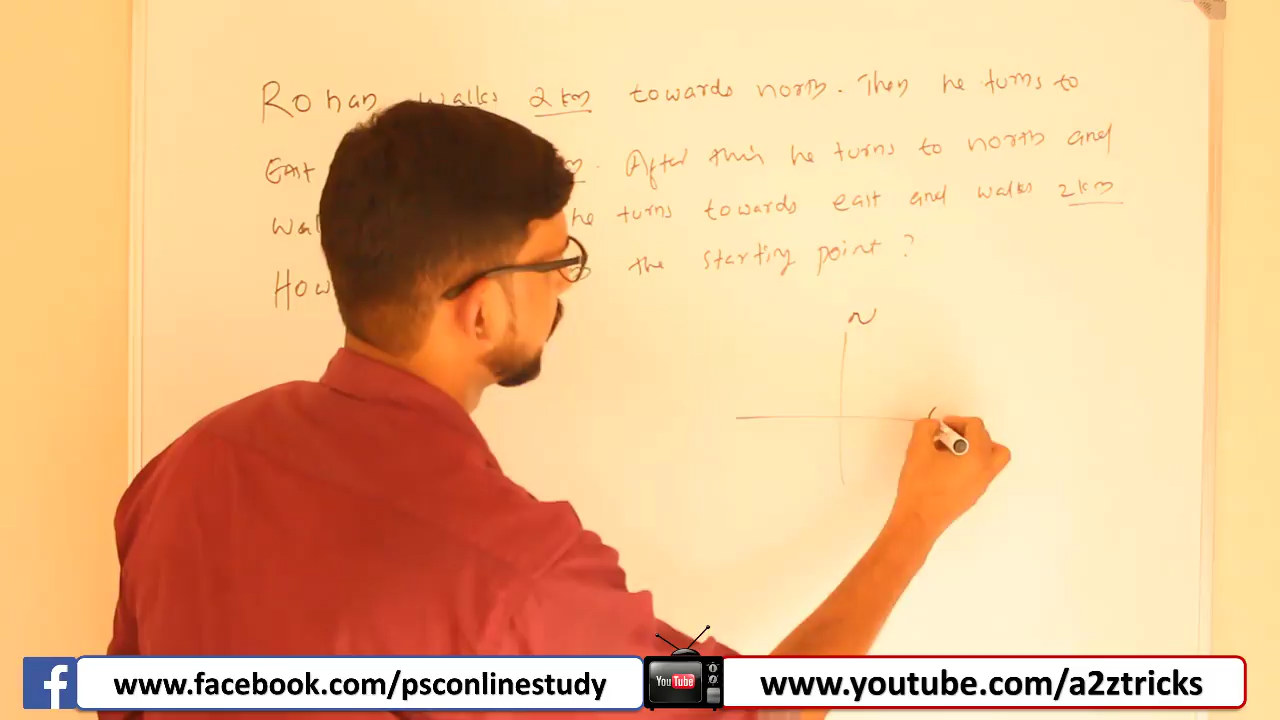 Rohan walks 2 km towards north. Then he turns to
East. After this he turns to north and
he turns towards east and walks 2 km
How the starting point ?
N
www.facebook.com/psconlinestudy
You Tube
www.youtube.com/a2ztricks